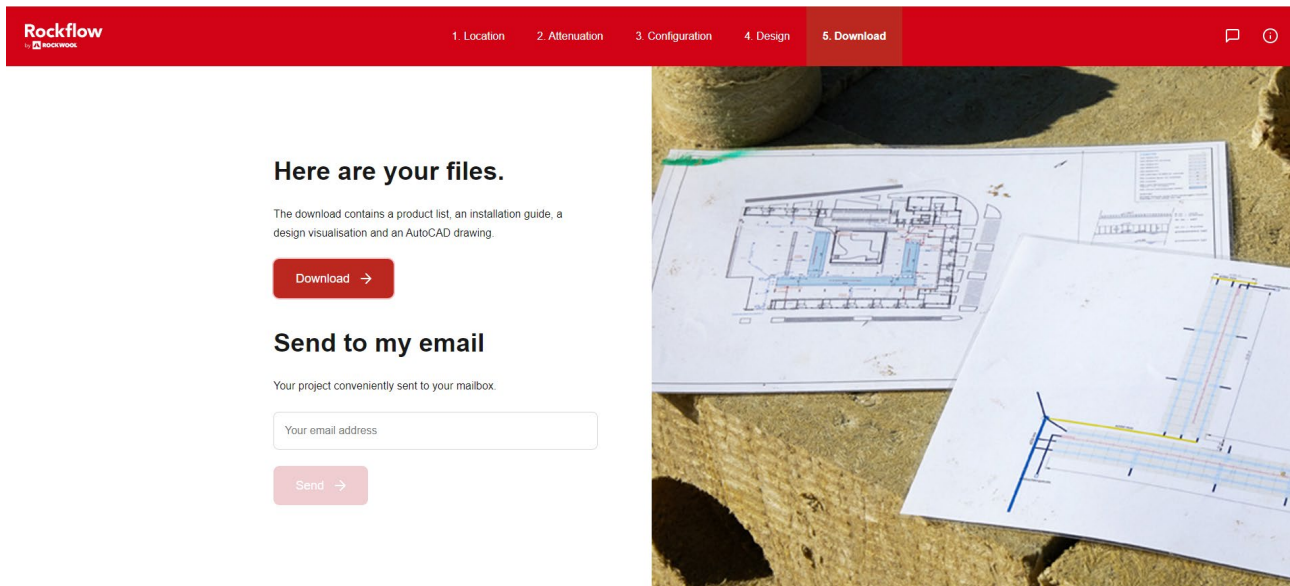 Rockflow
by ROCKWOOL
1. Location
2. Attenuation
3. Configuration
4. Design
5. Download
Here are your files.
The download contains a product list, an installation guide, a
design visualisation and an AutoCAD drawing.
Download
Send to my email
Your project conveniently sent to your mailbox.
Your email address
Send